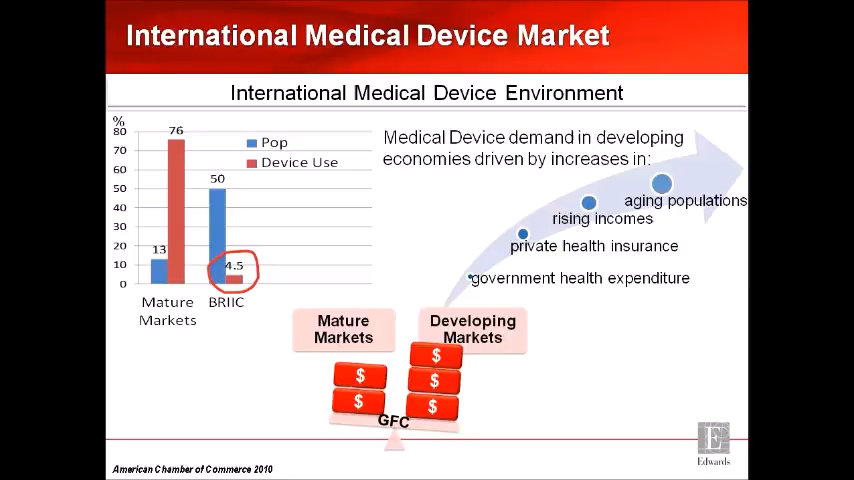 International Medical Device Market
International Medical Device Environment
%
80
70
60
50
40
30
20
10
0
76
13
50
4.5
Pop
Device Use
Mature
Markets
BRIIC
Medical Device demand in developing
economies driven by increases in:
aging populations
rising incomes
private health insurance
government health expenditure
Mature
Markets
Developing
Markets
$
$
$
$
$
GFC
E
Edwards
American Chamber of Commerce 2010